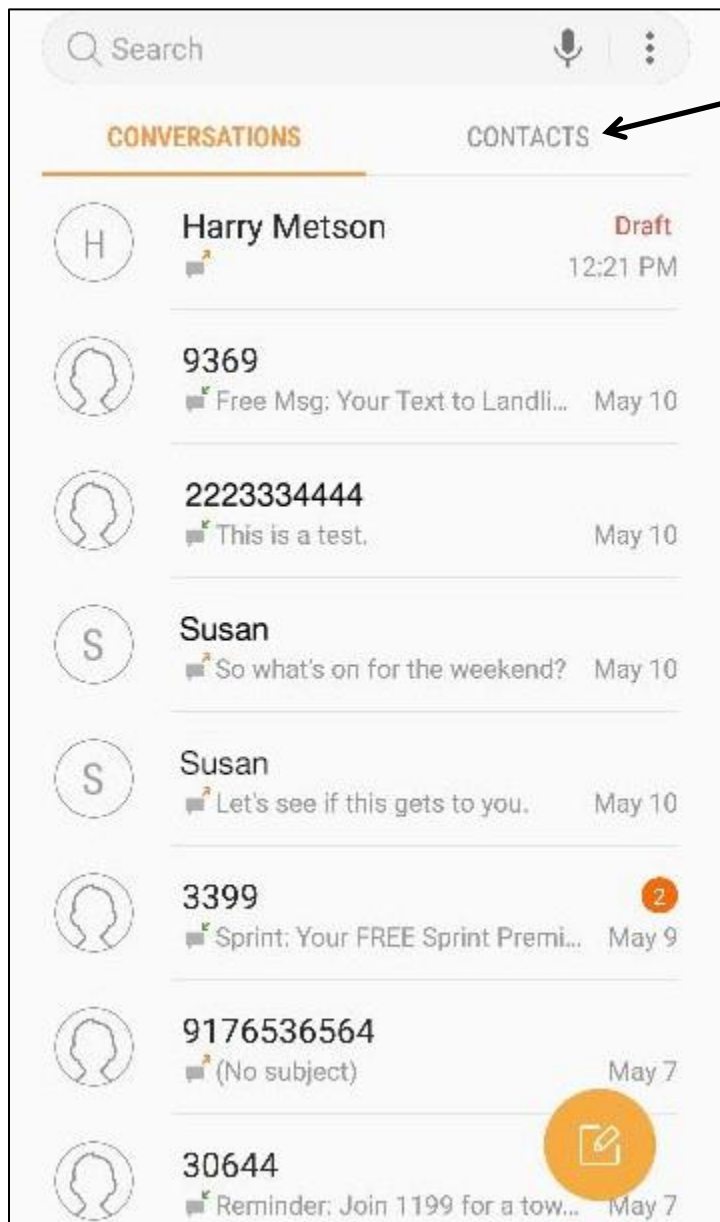 Search
CONVERSATIONS CONTACTS
H Harry Metson Draft
12:21 PM
9369
Free Msg: Your Text to Landli... May 10
2223334444
This is a test. May 10
S Susan
So what's on for the weekend? May 10
S Susan
Let's see if this gets to you. May 10
3399 2
Sprint: Your FREE Sprint Premi... May 9
9176536564
(No subject) May 7
30644
Reminder: Join 1199 for a tow... May 7